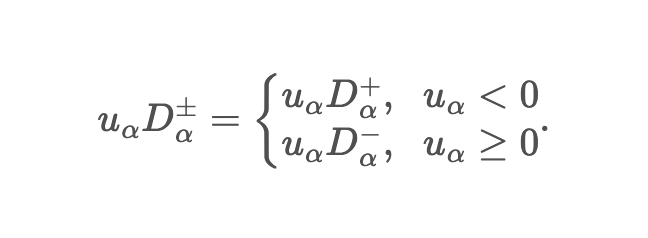 $$u_\alpha D_\alpha^\pm = \begin{cases} u_\alpha D_\alpha^+, & u_\alpha < 0 \\ u_\alpha D_\alpha^-, & u_\alpha \geq 0 \end{cases}.$$